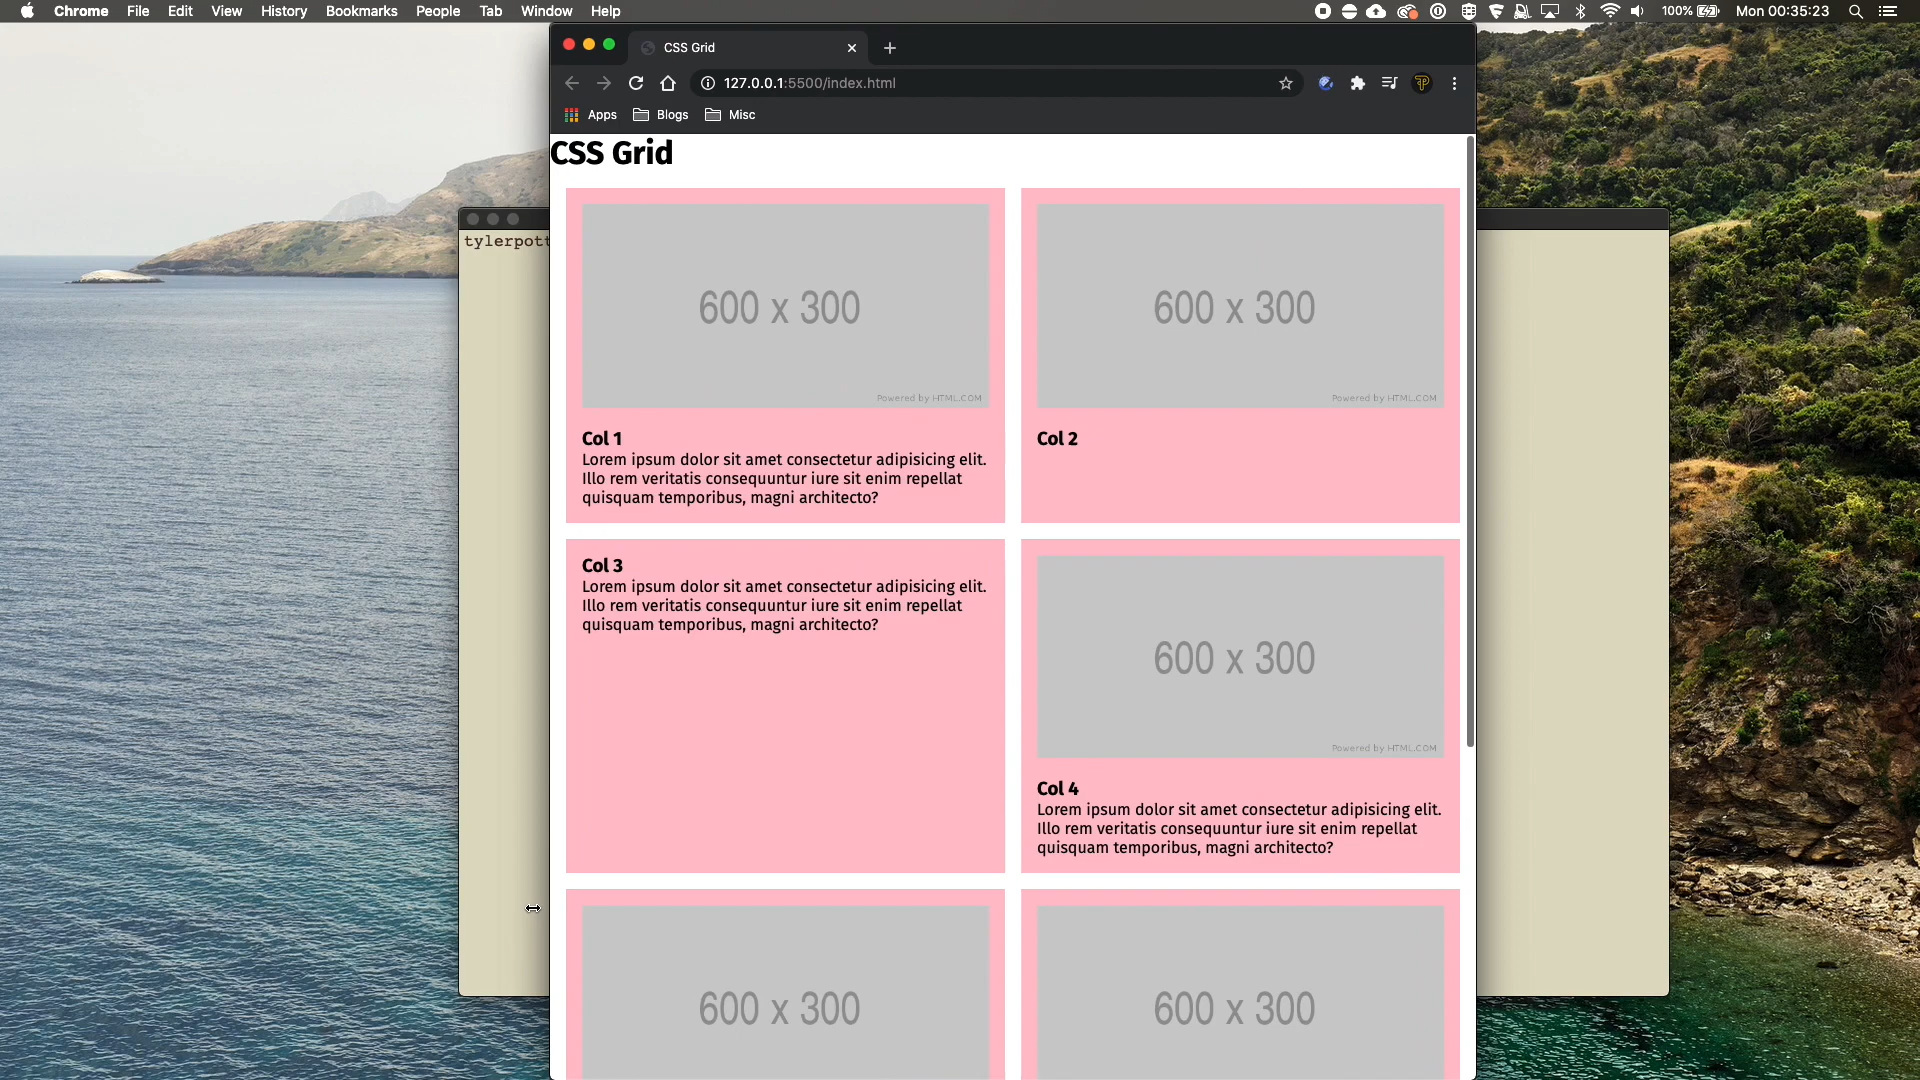 Chrome File Edit View History Bookmarks People Tab Window Help
100% Mon 00:35:23
CSS Grid
127.0.0.1:5500/index.html
Apps Blogs Misc
tylerpott
CSS Grid
600 x 300
Powered by HTML.COM
Col 1
Lorem ipsum dolor sit amet consectetur adipisicing elit.
Illo rem veritatis consequuntur iure sit enim repellat
quisquam temporibus, magni architecto?
600 x 300
Powered by HTML.COM
Col 2
Col 3
Lorem ipsum dolor sit amet consectetur adipisicing elit.
Illo rem veritatis consequuntur iure sit enim repellat
quisquam temporibus, magni architecto?
600 x 300
Powered by HTML.COM
Col 4
Lorem ipsum dolor sit amet consectetur adipisicing elit.
Illo rem veritatis consequuntur iure sit enim repellat
quisquam temporibus, magni architecto?
600 x 300
600 x 300